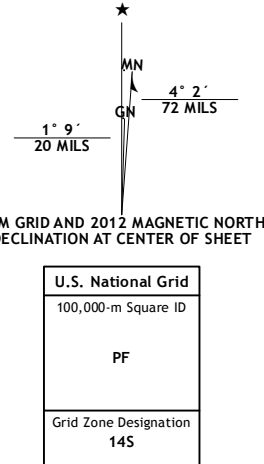 ★
MN
4° 2´
72 MILS
GN
1° 9´
20 MILS
M GRID AND 2012 MAGNETIC NORTH
DECLINATION AT CENTER OF SHEET
U.S. National Grid
100,000-m Square ID
PF
Grid Zone Designation
14S